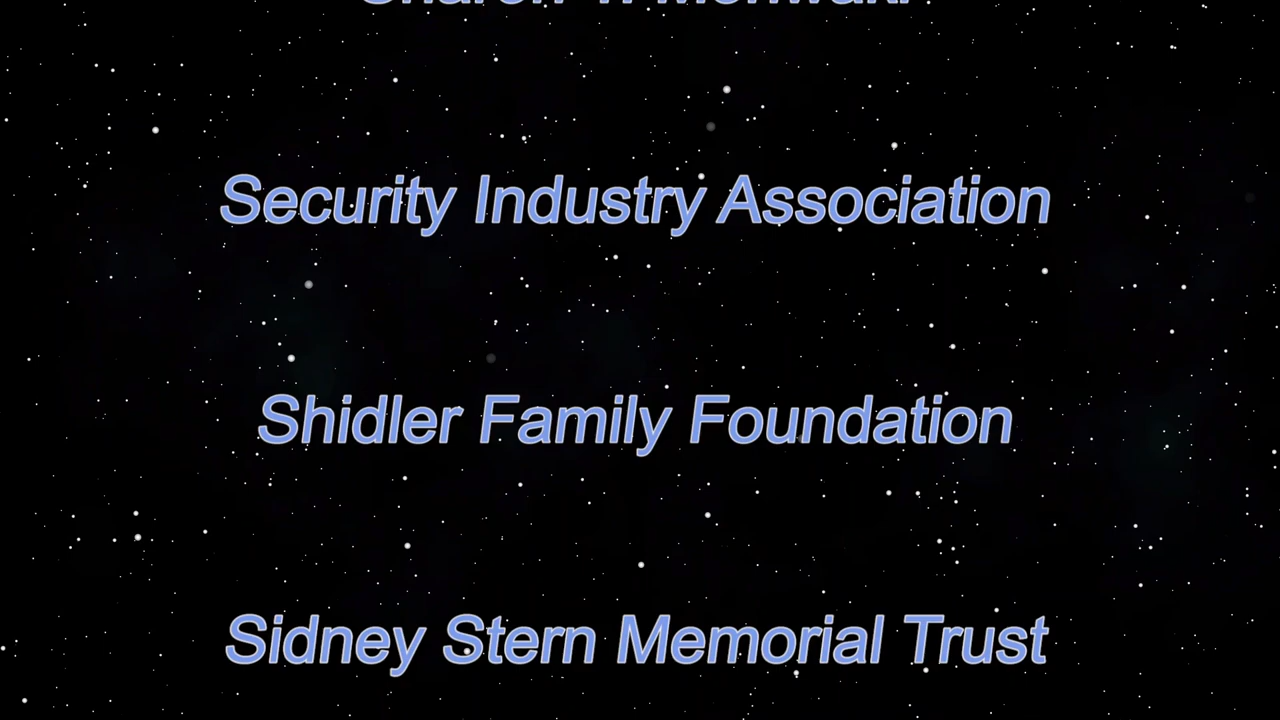 Security Industry Association
Shidler Family Foundation
Sidney Stern Memorial Trust